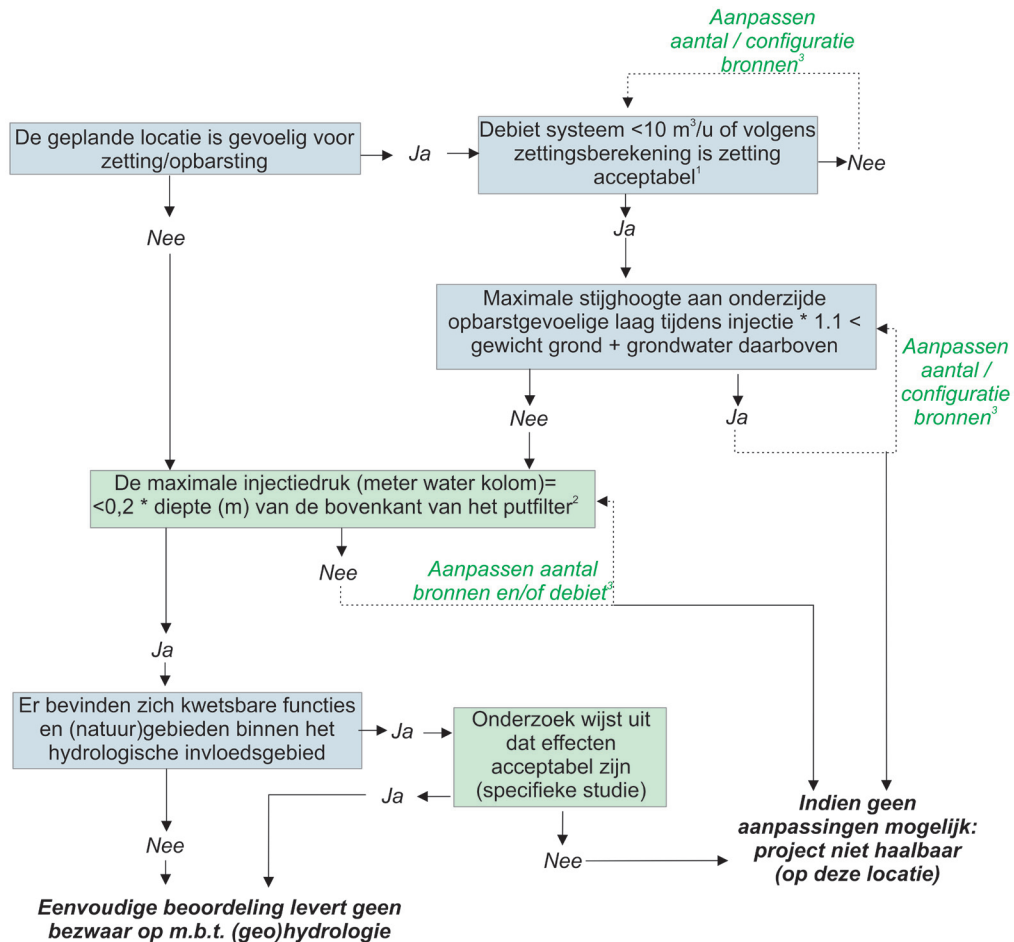 Aanpassen
aantal / configuratie
bronnen³
De geplande locatie is gevoelig voor
zetting/opbarsting
Ja
Debiet systeem <10 m³/u of volgens
zettingsberekening is zetting
acceptabel¹
Nee
Nee
Ja
Maximale stijghoogte aan onderzijde
opbarstgevoelige laag tijdens injectie * 1.1 <
gewicht grond + grondwater daarboven
Aanpassen
aantal /
configuratie
bronnen³
Nee
Ja
De maximale injectiedruk (meter water kolom)=
<0,2 * diepte (m) van de bovenkant van het putfilter²
Nee
Aanpassen aantal
bronnen en/of debiet³
Ja
Er bevinden zich kwetsbare functies
en (natuur)gebieden binnen het
hydrologische invloedsgebied
Ja
Onderzoek wijst uit
dat effecten
acceptabel zijn
(specifieke studie)
Ja
Nee
Nee
Indien geen
aanpassingen mogelijk:
project niet haalbaar
(op deze locatie)
Eenvoudige beoordeling levert geen
bezwaar op m.b.t. (geo)hydrologie